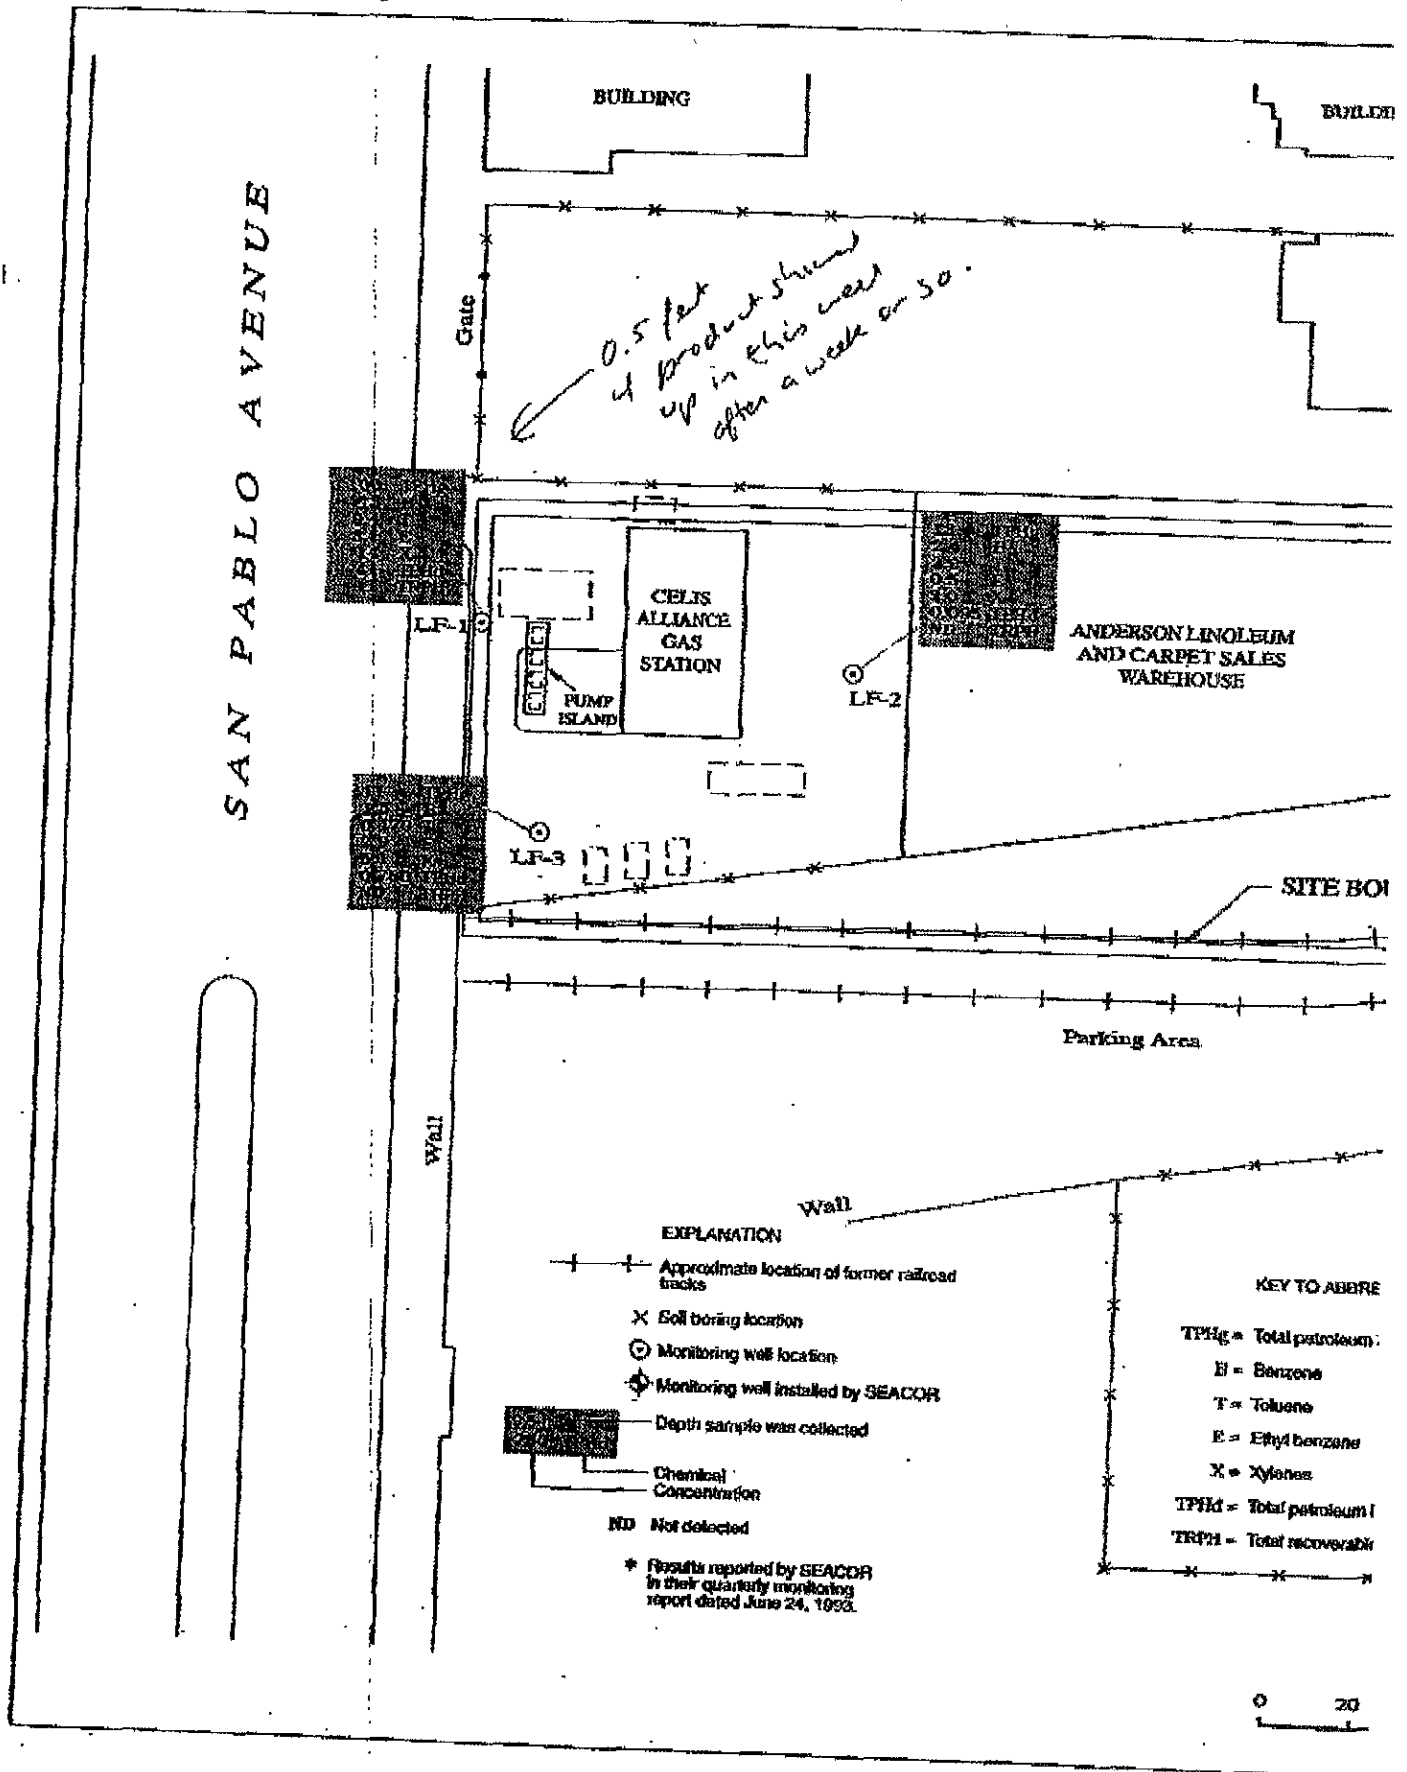 BUILDING
BUILDI
SAN PABLO AVENUE
Gate
0.5 feet
of product showed
up in this well
after a week or so.
LF-1
CELIS
ALLIANCE
GAS
STATION
PUMP
ISLAND
LF-2
ANDERSON LINOLEUM
AND CARPET SALES
WAREHOUSE
LF-3
SITE BOU
Parking Area
Wall
Wall
EXPLANATION
Approximate location of former railroad
tracks
Soil boring location
Monitoring well location
Monitoring well installed by SEACOR
Depth sample was collected
Chemical
Concentration
ND Not detected
* Results reported by SEACOR
in their quarterly monitoring
report dated June 24, 1993.
KEY TO ABBRE
TPHg = Total petroleum
B = Benzene
T = Toluene
E = Ethyl benzene
X = Xylenes
TPHd = Total petroleum
TRPH = Total recoverable
0 20